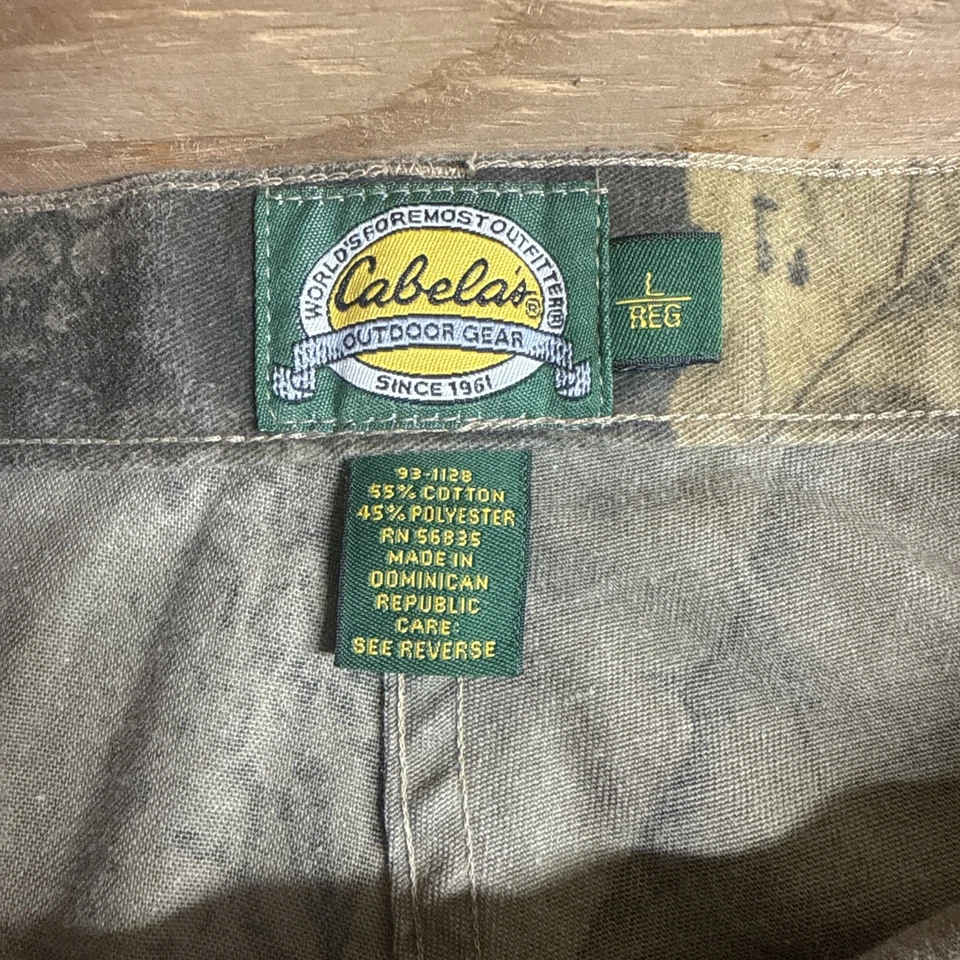 WORLD'S FOREMOST OUTFITTER®
Cabela's®
OUTDOOR GEAR
SINCE 1961
L
REG
93-1128
55% COTTON
45% POLYESTER
RN 56835
MADE IN
DOMINICAN
REPUBLIC
CARE
SEE REVERSE